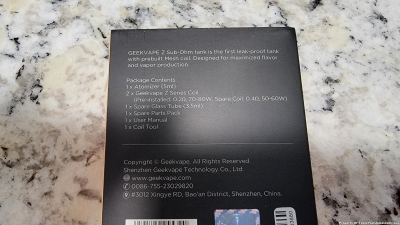 GEEKVAPE Z Sub-Ohm tank is the first leak-proof tank
with prebuilt Mesh coil. Designed for maximized flavor
and vapor production.
Package Contents
1 x Atomizer (5ml)
2 x Geekvape Z Series Coil
(Pre-installed: 0.2Ω, 70-80W; Spare Coil: 0.4Ω, 50-60W)
1 x Spare Glass Tube (3.5ml)
1 x Spare Parts Pack
1 x User Manual
1 x Coil Tool
Copyright © Geekvape, All Rights Reserved.
Shenzhen Geekvape Technology Co., Ltd.
www.geekvape.com
0086-755-23029820
#3012 Xingye RD, Bao'an District, Shenzhen, China.